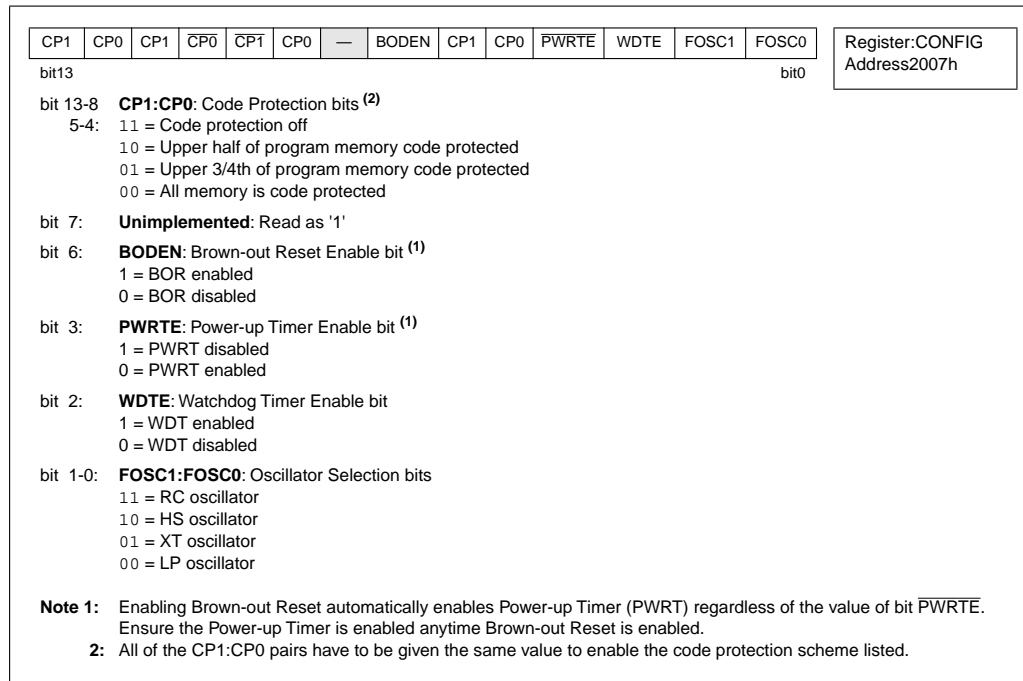 CP1 CP0 CP1 CP0 CP1 CP0 — BODEN CP1 CP0 PWRTE WDTE FOSC1 FOSC0
bit13 bit0
Register:CONFIG
Address2007h
bit 13-8 CP1:CP0: Code Protection bits (2)
5-4: 11 = Code protection off
10 = Upper half of program memory code protected
01 = Upper 3/4th of program memory code protected
00 = All memory is code protected
bit 7: Unimplemented: Read as '1'
bit 6: BODEN: Brown-out Reset Enable bit (1)
1 = BOR enabled
0 = BOR disabled
bit 3: PWRTE: Power-up Timer Enable bit (1)
1 = PWRT disabled
0 = PWRT enabled
bit 2: WDTE: Watchdog Timer Enable bit
1 = WDT enabled
0 = WDT disabled
bit 1-0: FOSC1:FOSC0: Oscillator Selection bits
11 = RC oscillator
10 = HS oscillator
01 = XT oscillator
00 = LP oscillator
Note 1: Enabling Brown-out Reset automatically enables Power-up Timer (PWRT) regardless of the value of bit PWRTE.
Ensure the Power-up Timer is enabled anytime Brown-out Reset is enabled.
2: All of the CP1:CP0 pairs have to be given the same value to enable the code protection scheme listed.